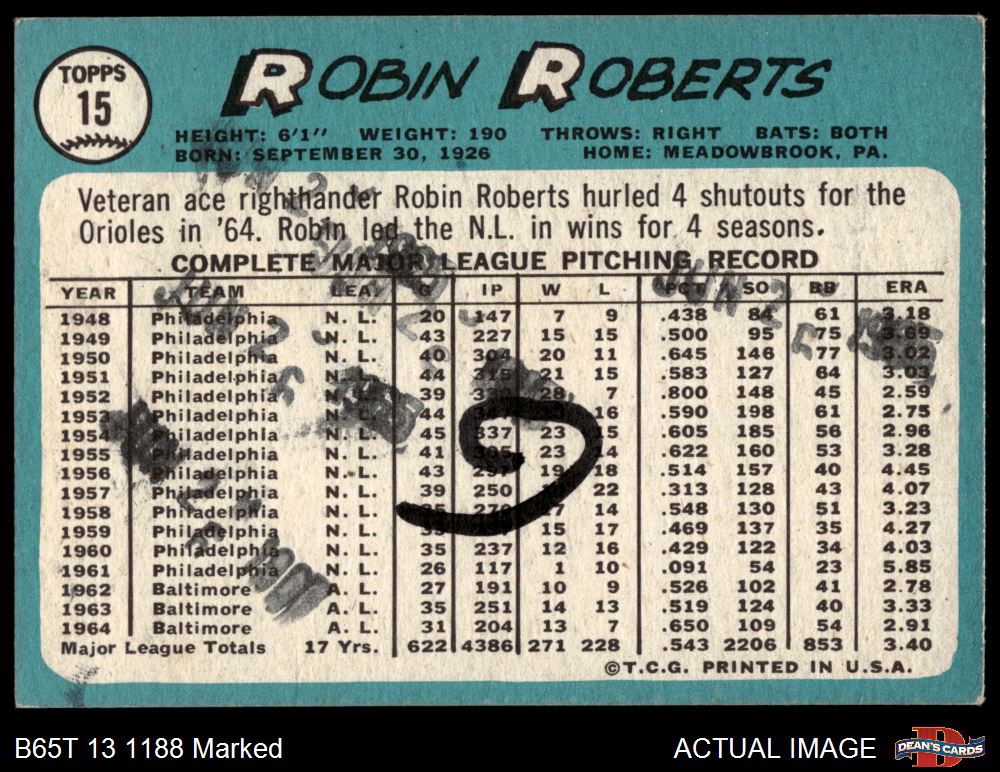 TOPPS
15
ROBIN ROBERTS
HEIGHT: 6'1" WEIGHT: 190 THROWS: RIGHT BATS: BOTH
BORN: SEPTEMBER 30, 1926 HOME: MEADOWBROOK, PA.
Veteran ace righthander Robin Roberts hurled 4 shutouts for the
Orioles in '64. Robin led the N.L. in wins for 4 seasons.
COMPLETE MAJOR LEAGUE PITCHING RECORD
YEAR TEAM LEA. G IP W L PCT SO BB ERA
1948 Philadelphia N. L. 20 147 7 9 .438 84 61 3.18
1949 Philadelphia N. L. 43 227 15 15 .500 95 75 3.69
1950 Philadelphia N. L. 40 304 20 11 .645 146 77 3.02
1951 Philadelphia N. L. 44 315 21 15 .583 127 64 3.03
1952 Philadelphia N. L. 39 28 7 .800 148 45 2.59
1953 Philadelphia N. L. 44 16 .590 198 61 2.75
1954 Philadelphia N. L. 45 337 23 15 .605 185 56 2.96
1955 Philadelphia N. L. 41 305 23 14 .622 160 53 3.28
1956 Philadelphia N. L. 43 297 19 18 .514 157 40 4.45
1957 Philadelphia N. L. 39 250 22 .313 128 43 4.07
1958 Philadelphia N. L. 35 270 17 14 .548 130 51 3.23
1959 Philadelphia N. L. 15 17 .469 137 35 4.27
1960 Philadelphia N. L. 35 237 12 16 .429 122 34 4.03
1961 Philadelphia N. L. 26 117 1 10 .091 54 23 5.85
1962 Baltimore A. L. 27 191 10 9 .526 102 41 2.78
1963 Baltimore A. L. 35 251 14 13 .519 124 40 3.33
1964 Baltimore A. L. 31 204 13 7 .650 109 54 2.91
Major League Totals 17 Yrs. 622 4386 271 228 .543 2206 853 3.40
©T.C.G. PRINTED IN U.S.A.
B65T 13 1188 Marked
ACTUAL IMAGE
DEAN'S CARDS